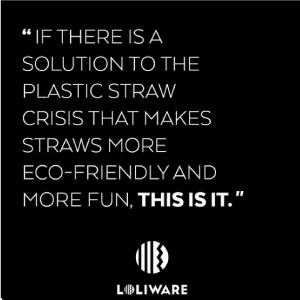 “IF THERE IS A
SOLUTION TO THE
PLASTIC STRAW
CRISIS THAT MAKES
STRAWS MORE
ECO-FRIENDLY AND
MORE FUN, THIS IS IT.”
LOLIWARE